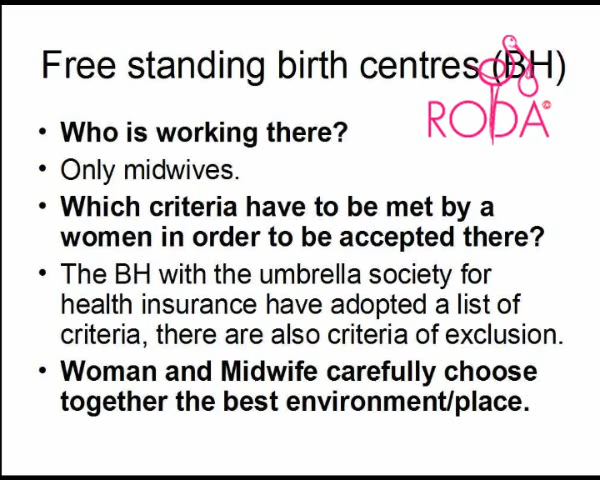 Free standing birth centres (BH)
RODA©
• Who is working there?
• Only midwives.
• Which criteria have to be met by a
women in order to be accepted there?
• The BH with the umbrella society for
health insurance have adopted a list of
criteria, there are also criteria of exclusion.
• Woman and Midwife carefully choose
together the best environment/place.